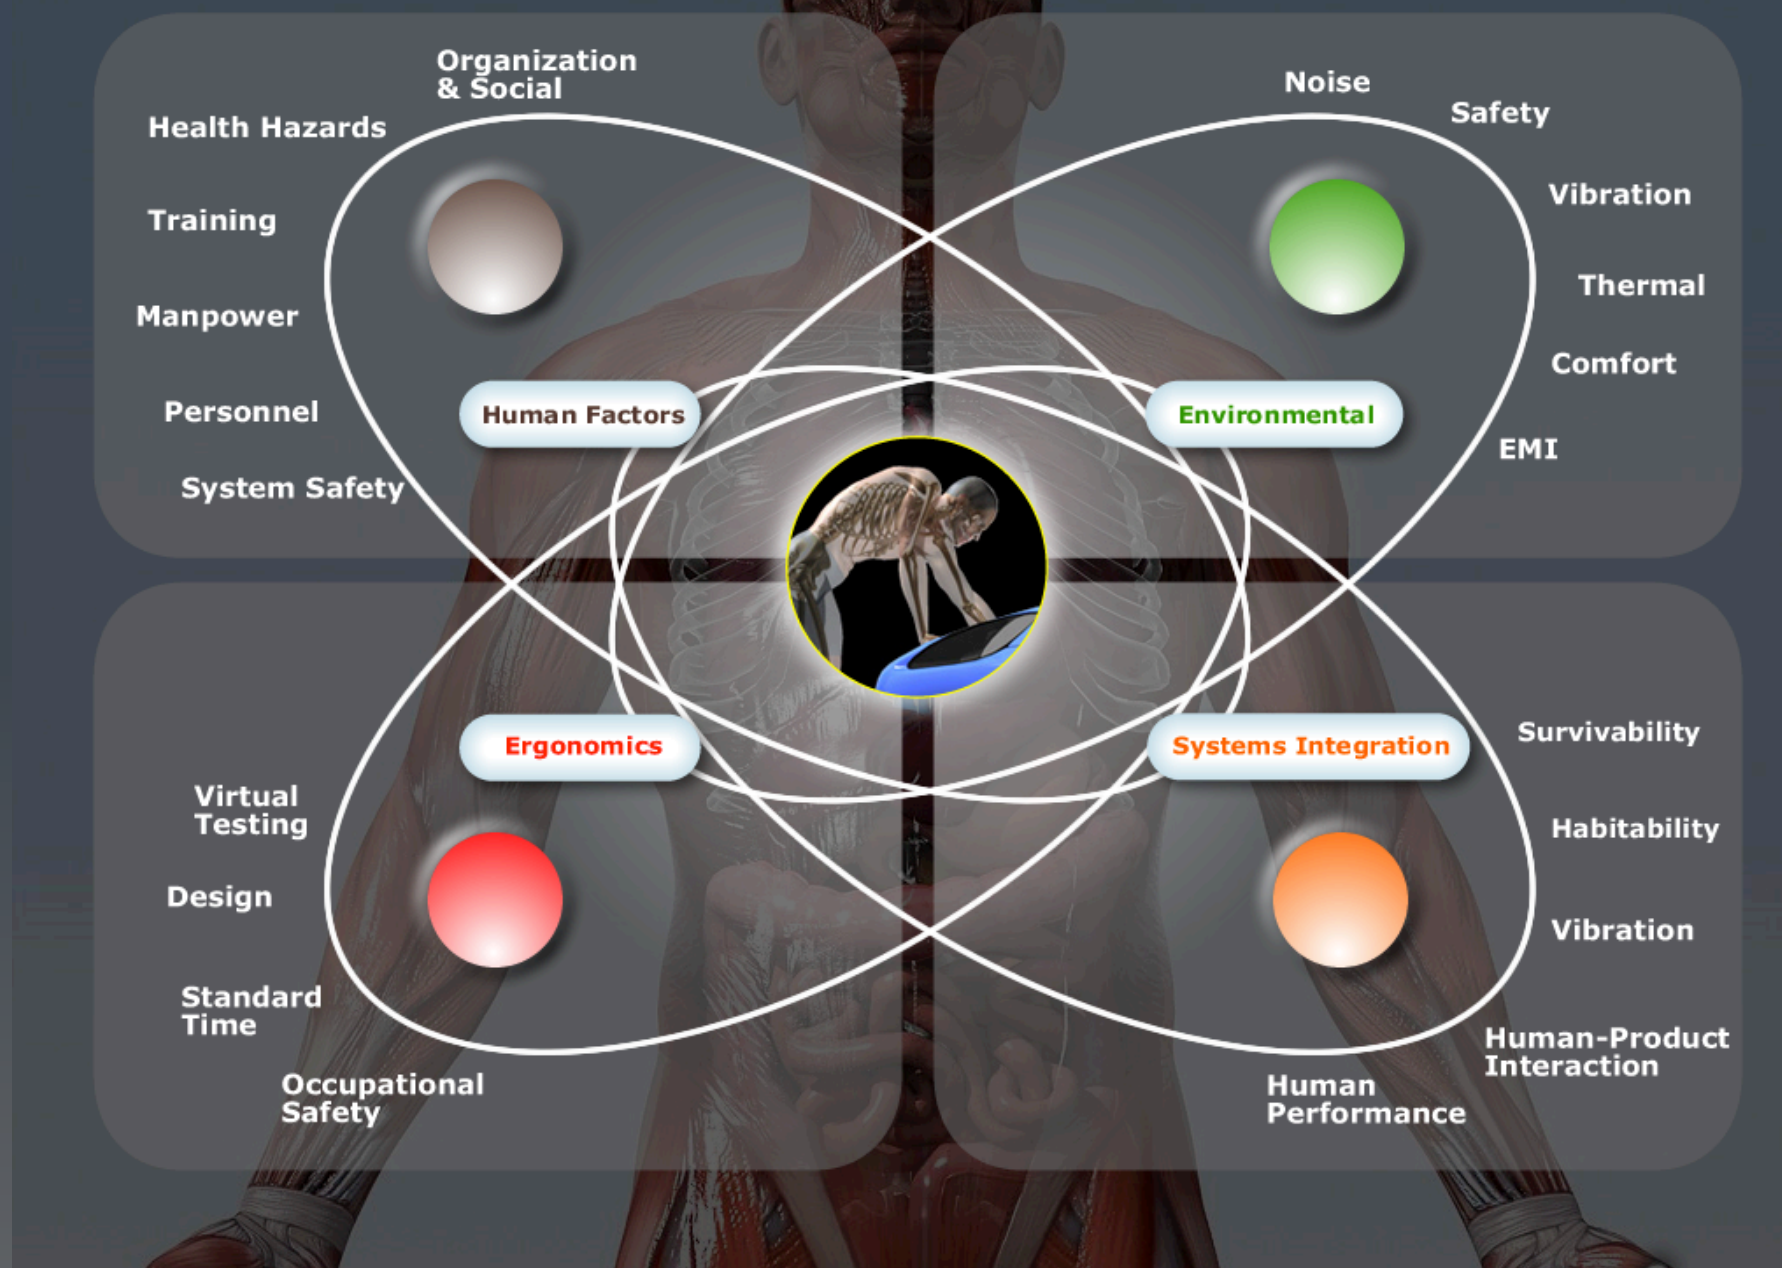 Organization
& Social
Health Hazards
Training
Manpower
Personnel
System Safety
Human Factors
Noise
Safety
Vibration
Thermal
Comfort
EMI
Environmental
Ergonomics
Virtual
Testing
Design
Standard
Time
Occupational
Safety
Systems Integration
Survivability
Habitability
Vibration
Human-Product
Interaction
Human
Performance